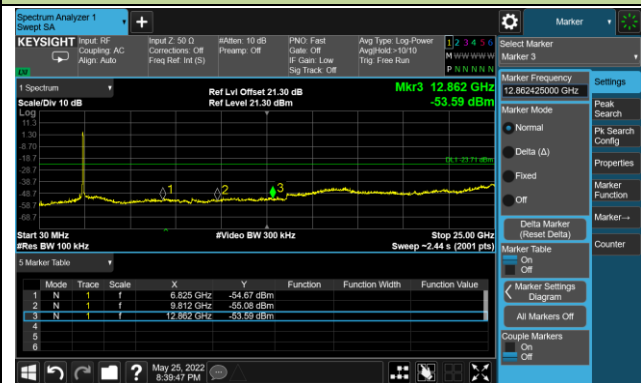 Spectrum Analyzer 1
Swept SA
+
Marker
KEYSIGHT
Input: RF
Coupling: AC
Align: Auto
Input Z: 50 Ω
Corrections: Off
Freq Ref: Int (S)
#Atten: 10 dB
Preamp: Off
PNO: Fast
Gate: Off
IF Gain: Low
Sig Track: Off
Avg Type: Log-Power
Avg|Hold:>10/10
Trig: Free Run
1 2 3 4 5 6
M W W W W W
P N N N N N
LXI
Select Marker
Marker 3
1 Spectrum
Scale/Div 10 dB
Ref Lvl Offset 21.30 dB
Ref Level 21.30 dBm
Mkr3 12.862 GHz
-53.59 dBm
Log
11.3
1.30
-8.70
-18.7
-28.7
-38.7
-48.7
-58.7
-68.7
DL1 -23.71 dBm
1
2
3
Start 30 MHz
#Video BW 300 kHz
Stop 25.00 GHz
#Res BW 100 kHz
Sweep ~2.44 s (2001 pts)
5 Marker Table
Mode Trace Scale X Y Function Function Width Function Value
1 N 1 f 6.825 GHz -54.67 dBm
2 N 1 f 9.812 GHz -55.08 dBm
3 N 1 f 12.862 GHz -53.59 dBm
4
5
6
Marker Frequency
12.862425000 GHz
Marker Mode
Normal
Delta (Δ)
Fixed
Off
Delta Marker
(Reset Delta)
Marker Table
On
Off
Marker Settings
Diagram
All Markers Off
Couple Markers
On
Off
Settings
Peak
Search
Pk Search
Config
Properties
Marker
Function
Marker→
Counter
?
May 25, 2022
8:39:47 PM